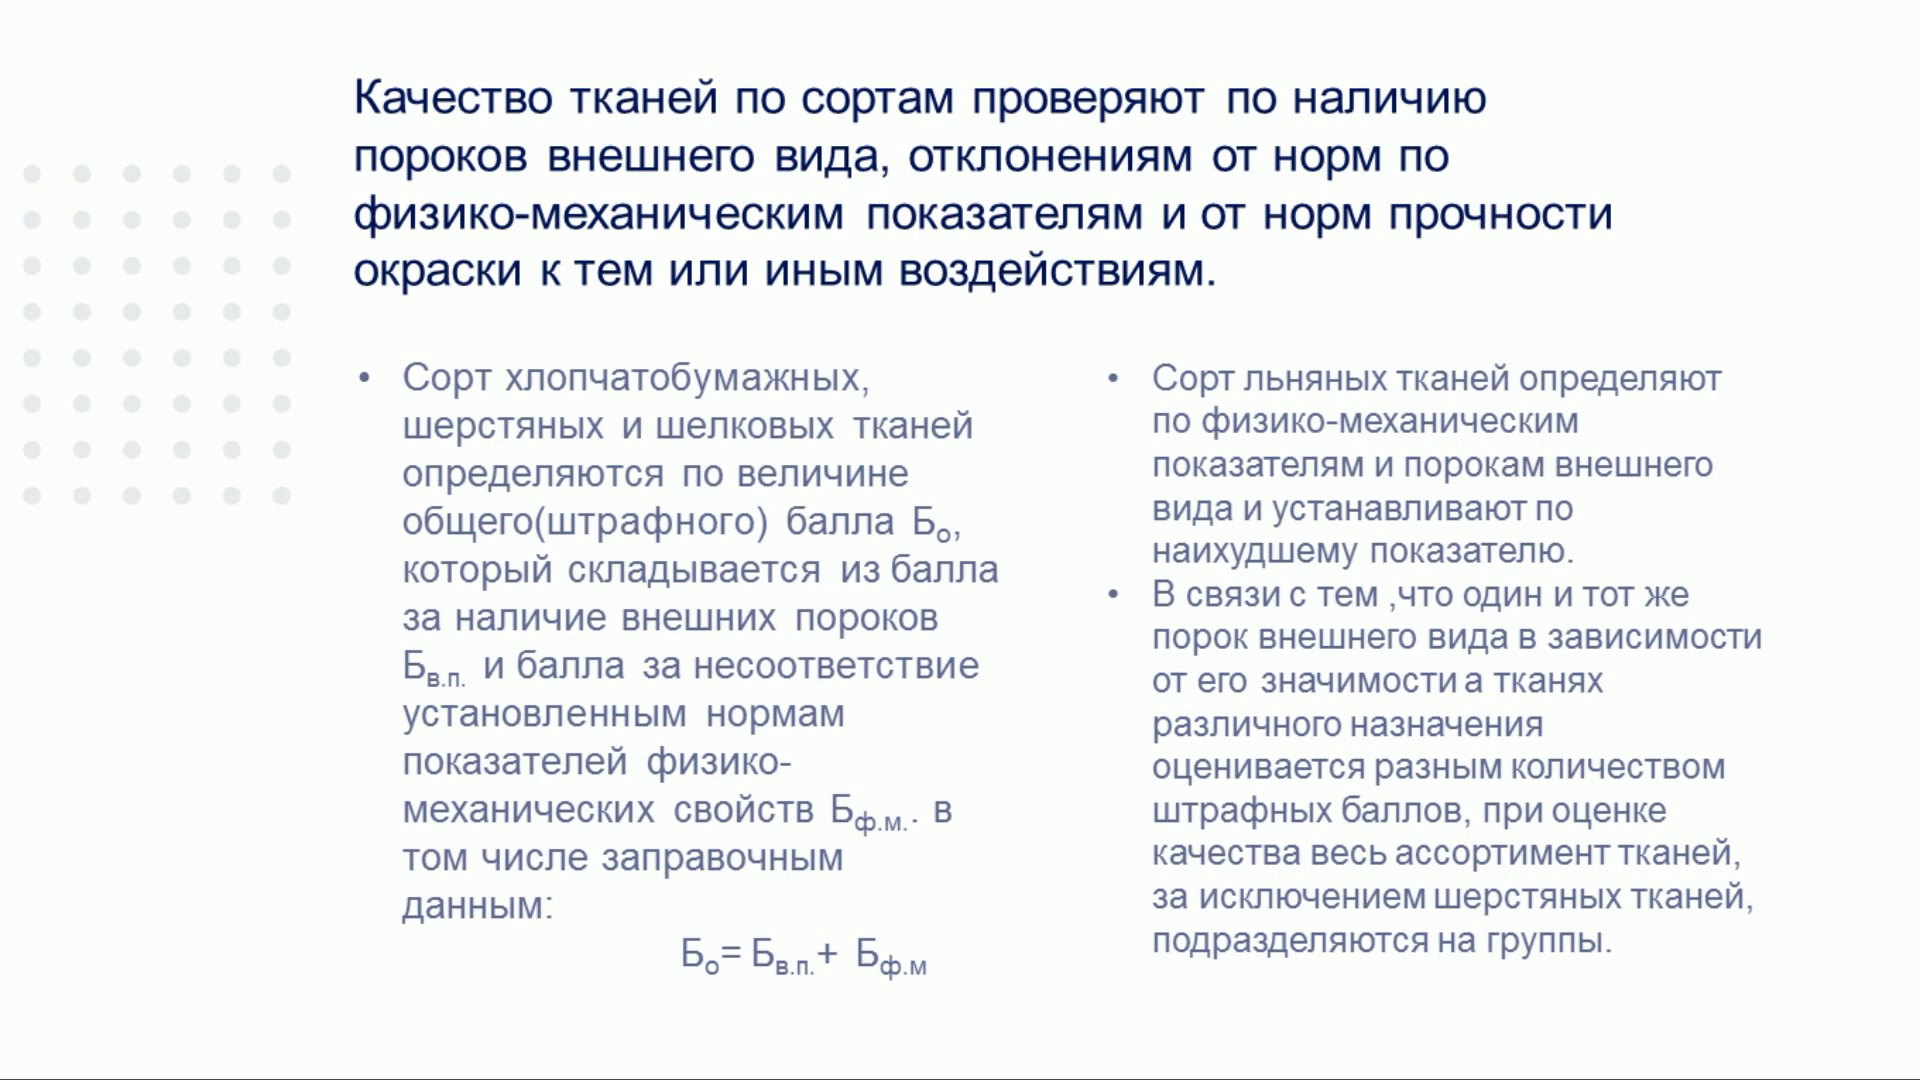 Качество тканей по сортам проверяют по наличию
пороков внешнего вида, отклонениям от норм по
физико-механическим показателям и от норм прочности
окраски к тем или иным воздействиям.
• Сорт хлопчатобумажных,
шерстяных и шелковых тканей
определяются по величине
общего(штрафного) балла Бо,
который складывается из балла
за наличие внешних пороков
Бв.п. и балла за несоответствие
установленным нормам
показателей физико-
механических свойств Бф.м.. в
том числе заправочным
данным:
Бо= Бв.п.+ Бф.м
• Сорт льняных тканей определяют
по физико-механическим
показателям и порокам внешнего
вида и устанавливают по
наихудшему показателю.
• В связи с тем ,что один и тот же
порок внешнего вида в зависимости
от его значимости а тканях
различного назначения
оценивается разным количеством
штрафных баллов, при оценке
качества весь ассортимент тканей,
за исключением шерстяных тканей,
подразделяются на группы.